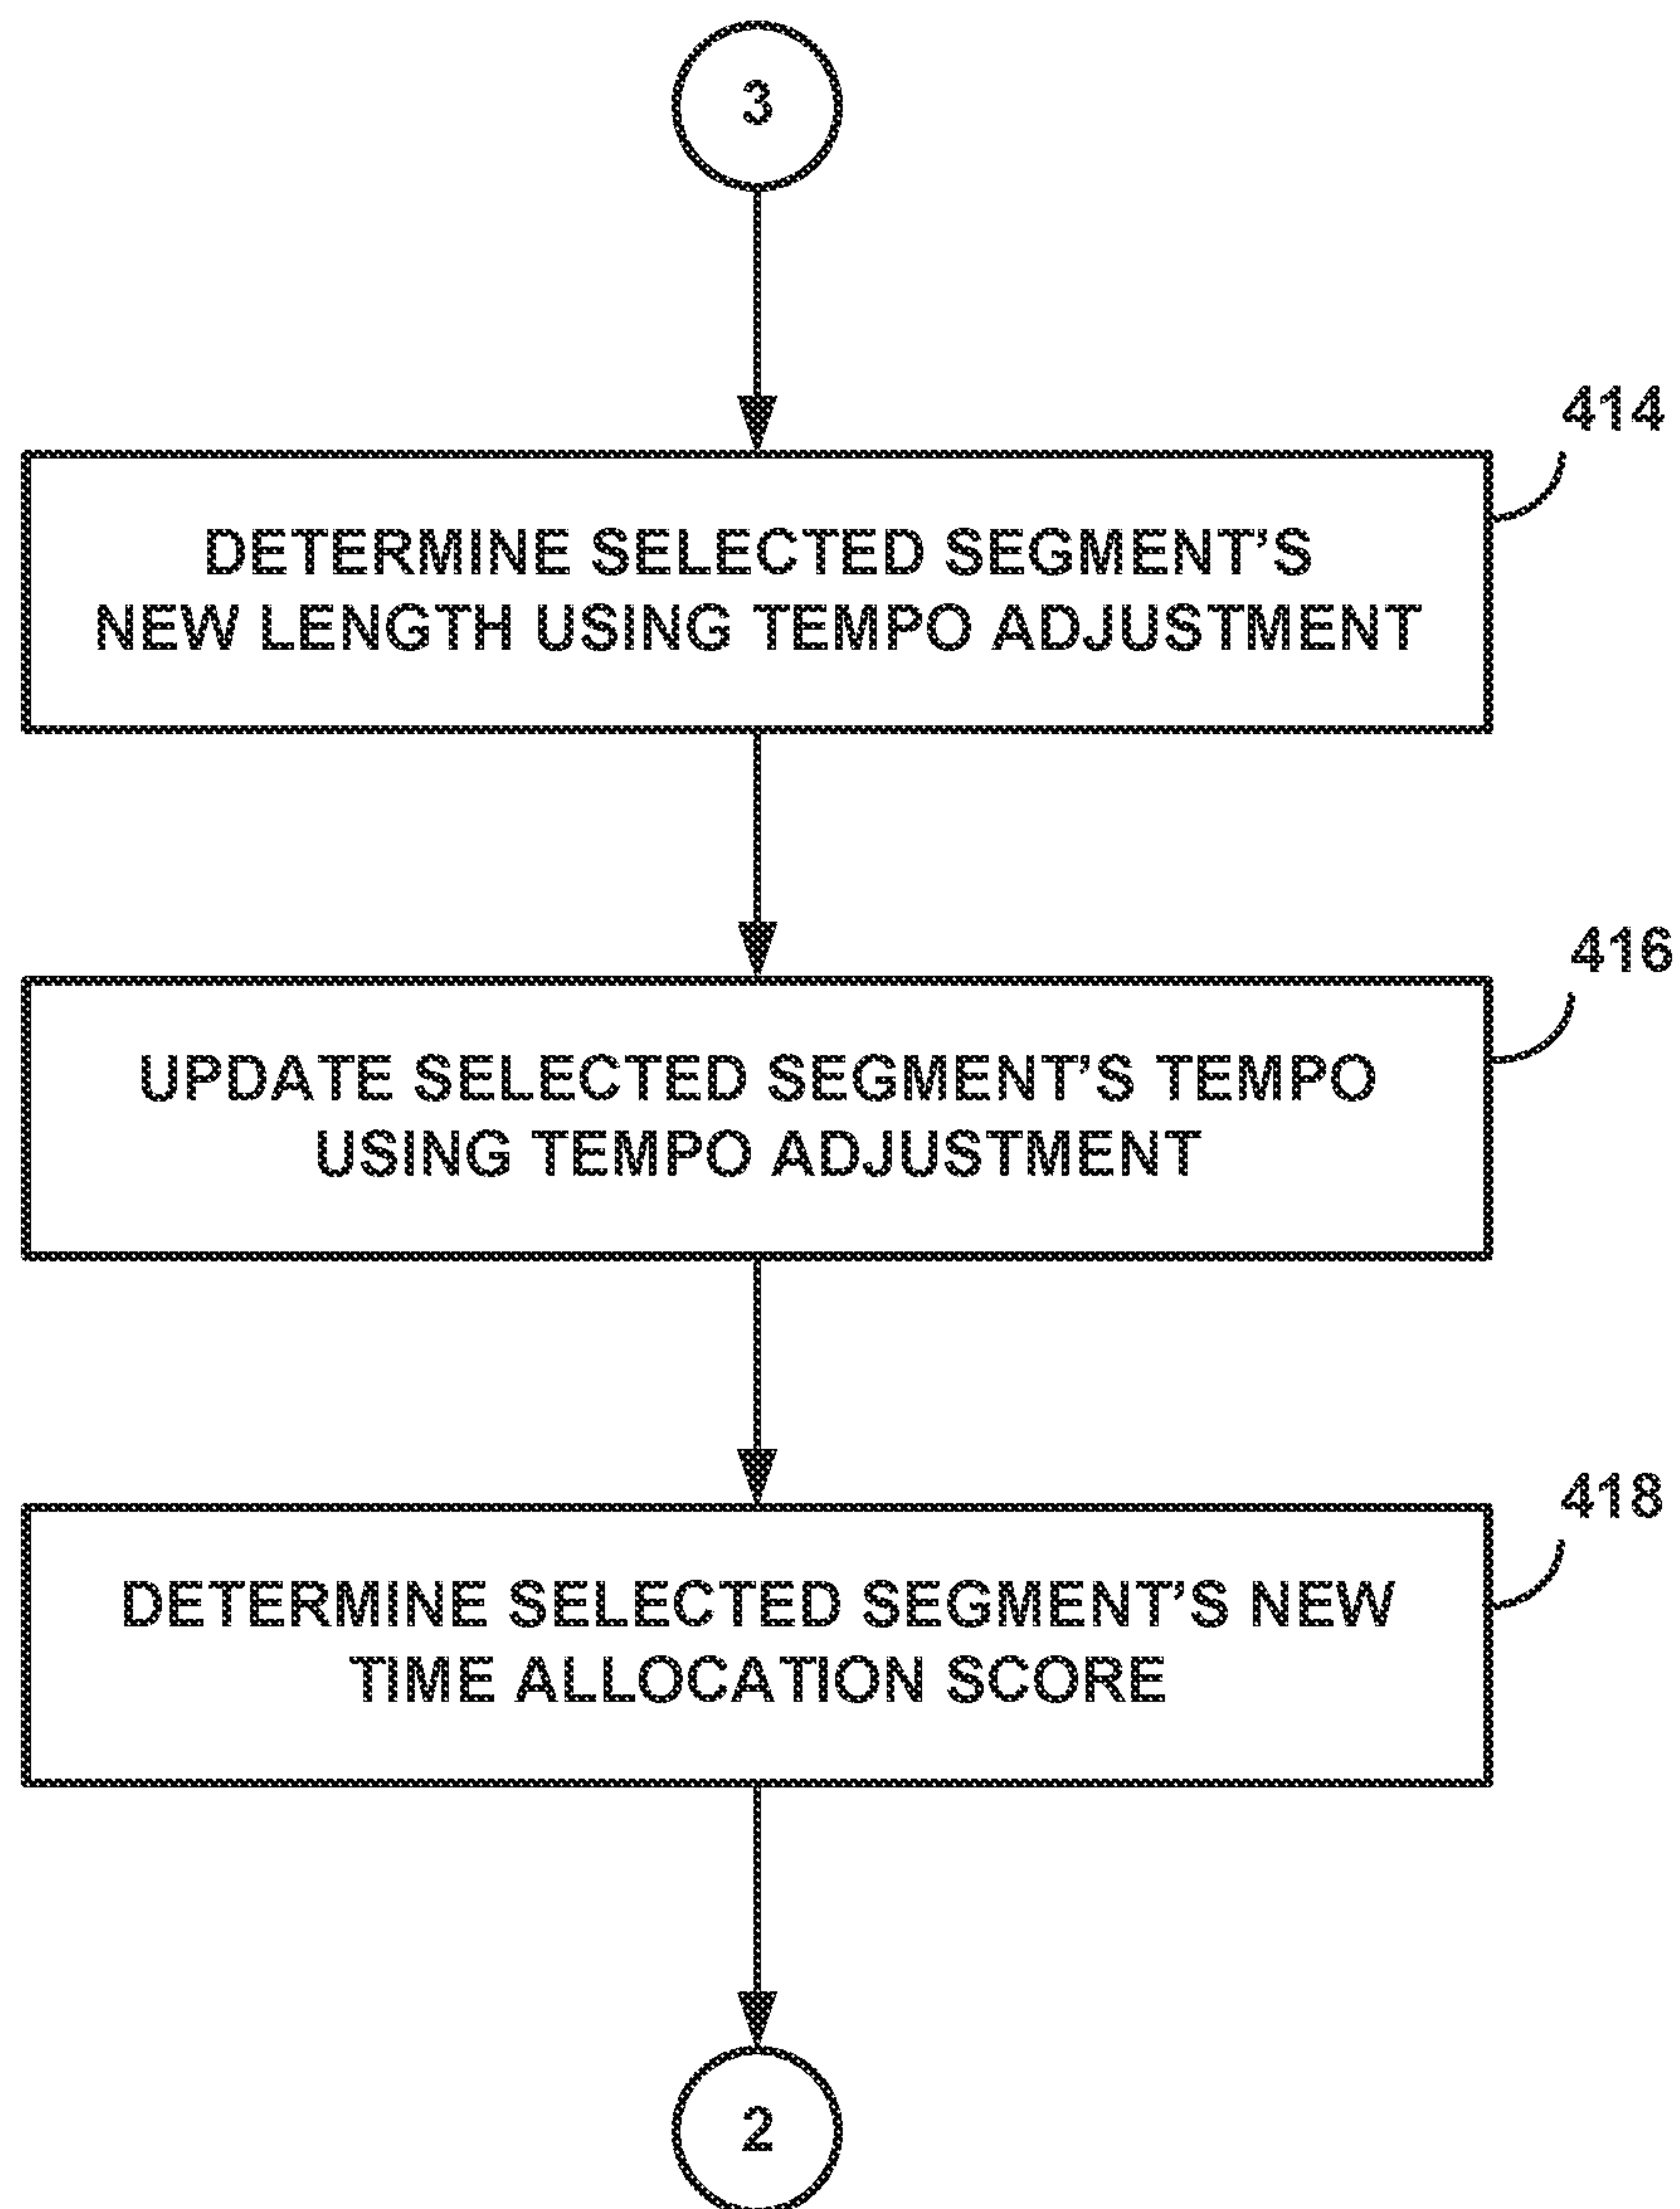 3
414
DETERMINE SELECTED SEGMENT’S
NEW LENGTH USING TEMPO ADJUSTMENT
416
UPDATE SELECTED SEGMENT’S TEMPO
USING TEMPO ADJUSTMENT
418
DETERMINE SELECTED SEGMENT’S NEW
TIME ALLOCATION SCORE
2